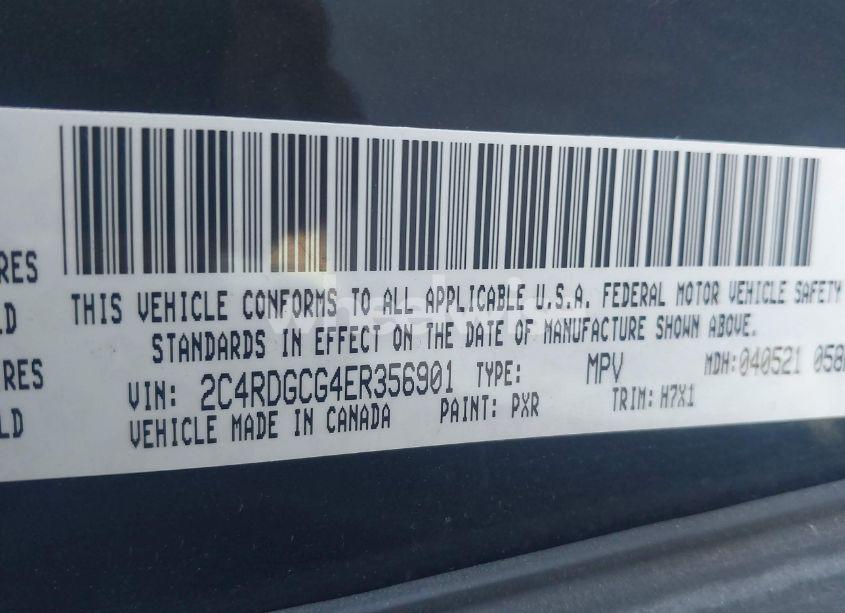 RES
THIS VEHICLE CONFORMS TO ALL APPLICABLE U.S.A. FEDERAL MOTOR VEHICLE SAFETY
LD
STANDARDS IN EFFECT ON THE DATE OF MANUFACTURE SHOWN ABOVE.
RES
VIN: 2C4RDGCG4ER356901 TYPE: MPV MDH:040521 058
LD
VEHICLE MADE IN CANADA PAINT: PXR TRIM: H7X1